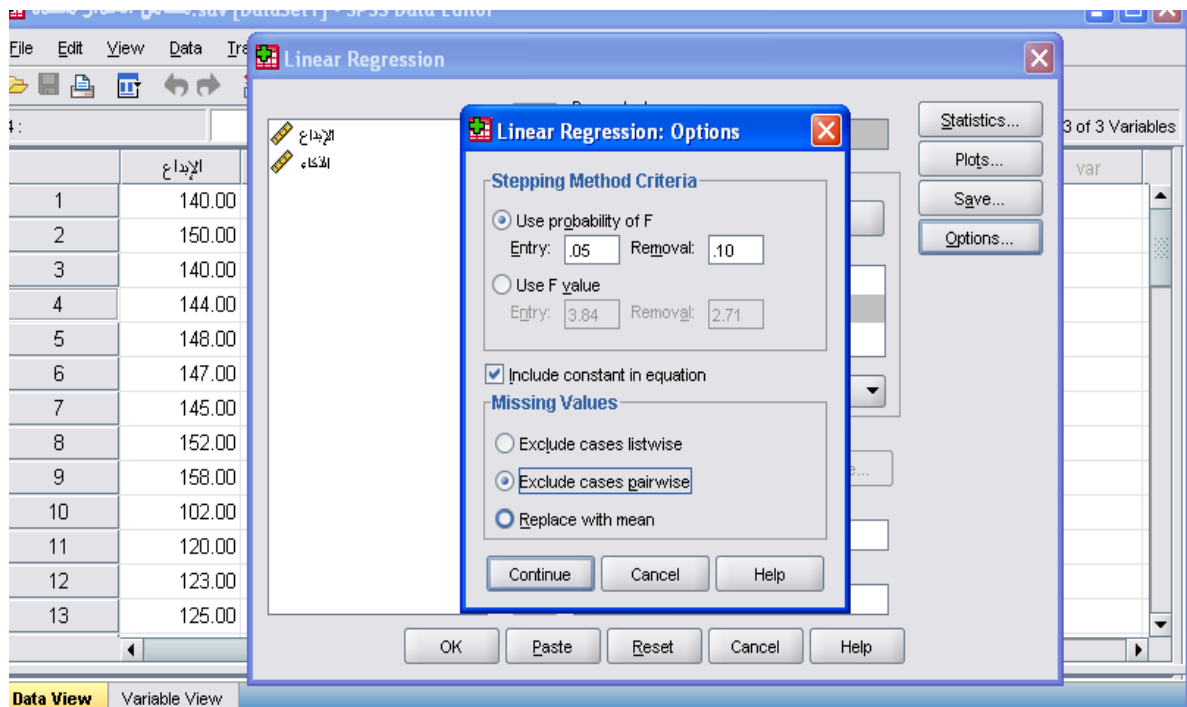 .sav [DataSet1] - SPSS Data Editor
File Edit View Data
Linear Regression
3 of 3 Variables
الإبداع
var
1 140.00
2 150.00
3 140.00
4 144.00
5 148.00
6 147.00
7 145.00
8 152.00
9 158.00
10 102.00
11 120.00
12 123.00
13 125.00
الإبداع
الذكاء
Statistics...
Plots...
Save...
Options...
Linear Regression: Options
Stepping Method Criteria
Use probability of F
Entry: .05 Removal: .10
Use F value
Entry: 3.84 Removal: 2.71
Include constant in equation
Missing Values
Exclude cases listwise
Exclude cases pairwise
Replace with mean
Continue Cancel Help
OK Paste Reset Cancel Help
Data View Variable View